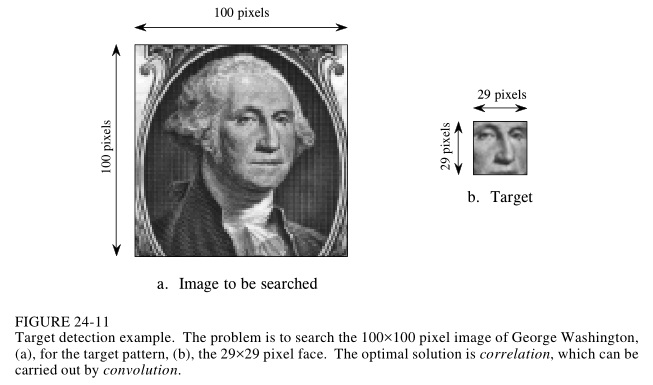 100 pixels
100 pixels
29 pixels
29 pixels
b. Target
a. Image to be searched
FIGURE 24-11
Target detection example. The problem is to search the 100×100 pixel image of George Washington,
(a), for the target pattern, (b), the 29×29 pixel face. The optimal solution is correlation, which can be
carried out by convolution.